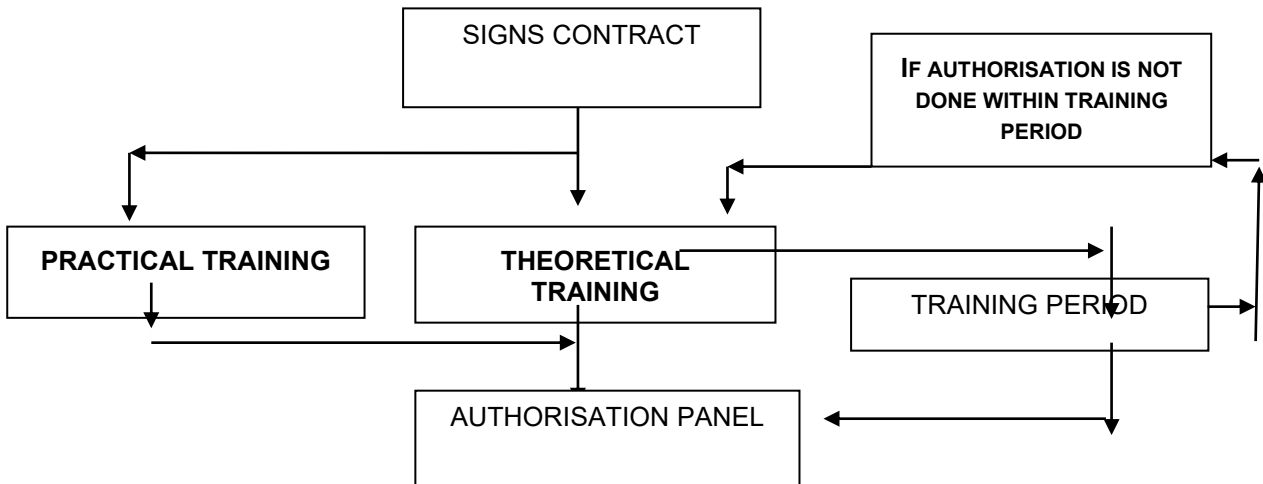 SIGNS CONTRACT
IF AUTHORISATION IS NOT
DONE WITHIN TRAINING
PERIOD
PRACTICAL TRAINING
THEORETICAL
TRAINING
TRAINING PERIOD
AUTHORISATION PANEL